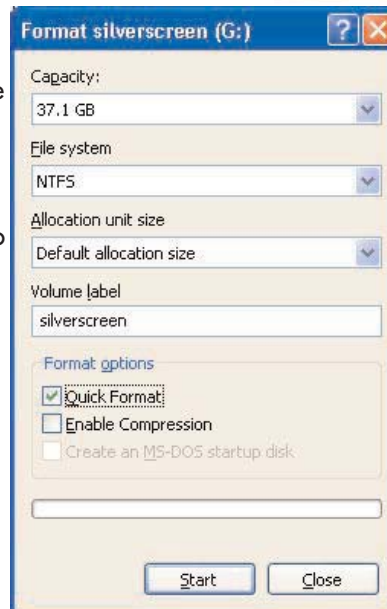 Format silverscreen (G:)
Capacity:
37.1 GB
File system
NTFS
Allocation unit size
Default allocation size
Volume label
silverscreen
Format options
Quick Format
Enable Compression
Create an MS-DOS startup disk
Start
Close